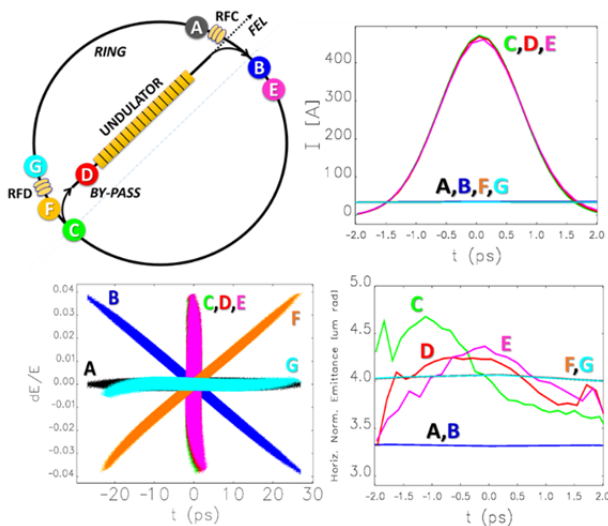 A
RFC
FEL
RING
B
E
UNDULATOR
G
D
RFD
BY-PASS
F
C
I [A]
400
300
200
100
0
C,D,E
A,B,F,G
-2.0 -1.5 -1.0 -0.5 0.0 0.5 1.0 1.5 2.0
t (ps)
dE/E
0.04
0.03
0.02
0.01
0.00
-0.01
-0.02
-0.03
-0.04
B
C,D,E
F
A
G
-20 -10 0 10 20 30
t (ps)
Horiz. Norm. Emittance (um rad)
5.0
4.5
4.0
3.5
3.0
C
D
E
F,G
A,B
-2.0 -1.5 -1.0 -0.5 0.0 0.5 1.0 1.5 2.0
t (ps)